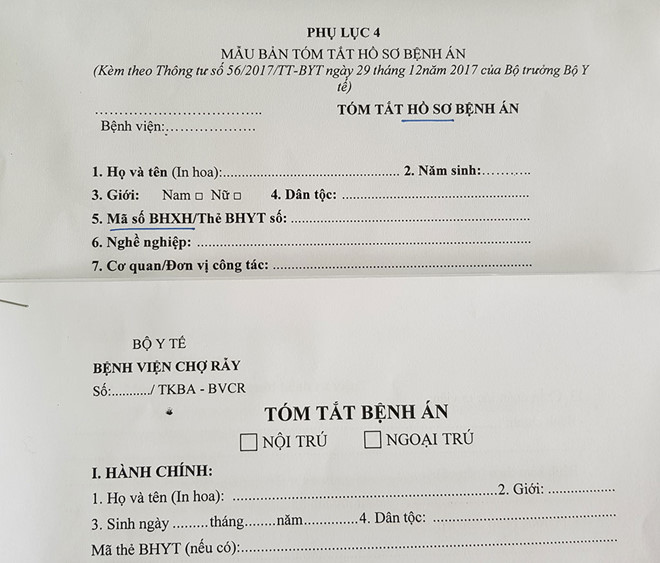 PHỤ LỤC 4
MẪU BẢN TÓM TẮT HỒ SƠ BỆNH ÁN
(Kèm theo Thông tư số 56/2017/TT-BYT ngày 29 tháng 12năm 2017 của Bộ trưởng Bộ Y
tế)
................................. TÓM TẮT HỒ SƠ BỆNH ÁN
Bệnh viện:..................
1. Họ và tên (In hoa):............................................ 2. Năm sinh:............
3. Giới: Nam □ Nữ □ 4. Dân tộc: ................................................
5. Mã số BHXH/Thẻ BHYT số: ............................................................
6. Nghề nghiệp: ....................................................................................
7. Cơ quan/Đơn vị công tác: .................................................................
BỘ Y TẾ
BỆNH VIỆN CHỢ RẪY
Số:........../ TKBA - BVCR
TÓM TẮT BỆNH ÁN
□ NỘI TRÚ □ NGOẠI TRÚ
I. HÀNH CHÍNH:
1. Họ và tên (In hoa): ............................................................2. Giới: ................
3. Sinh ngày .........tháng........năm.............4. Dân tộc: ............................................
Mã thẻ BHYT (nếu có):.....................................................................................